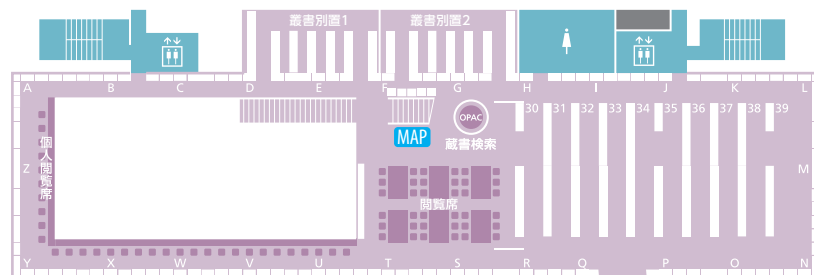 叢書別置1 叢書別置2
A B C D E F G H I J K L
30 31 32 33 34 35 36 37 38 39
OPAC
MAP 蔵書検索
個人閲覧席
Z M
閲覧席
Y X W V U T S R Q P O N